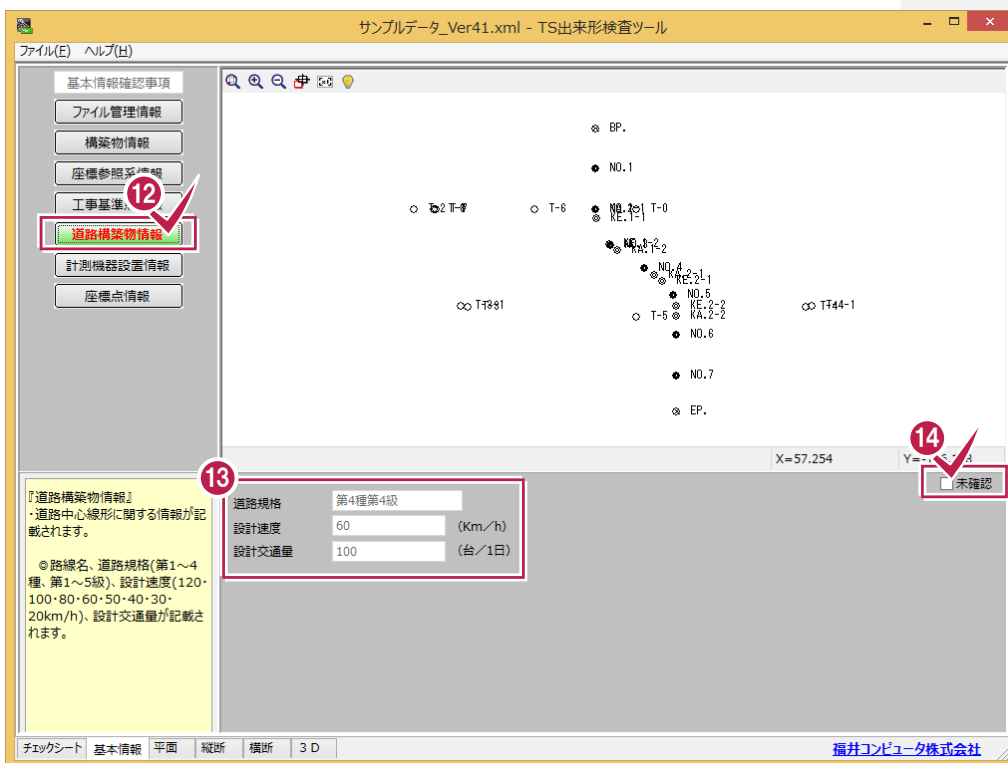 サンプルデータ_Ver41.xml - TS出来形検査ツール
ファイル(F) ヘルプ(H)
基本情報確認事項
ファイル管理情報
構築物情報
座標参照系情報
12
工事基準
道路構築物情報
計測機器設置情報
座標点情報
BP.
NO.1
T-6
T-0
KE.1-1
KA.1-2
NO.4
KA.2-1
KE.2-1
NO.5
KE.2-2
T-5 KA.2-2
NO.6
NO.7
EP.
X=57.254
14
未確認
13
道路規格 第4種第4級
設計速度 60 (Km/h)
設計交通量 100 (台/1日)
『道路構築物情報』
・道路中心線形に関する情報が記
載されます。
◎路線名、道路規格(第1~4
種、第1~5級)、設計速度(120・
100・80・60・50・40・30・
20km/h)、設計交通量が記載さ
れます。
チェックシート 基本情報 平面 縦断 横断 3D
福井コンピュータ株式会社